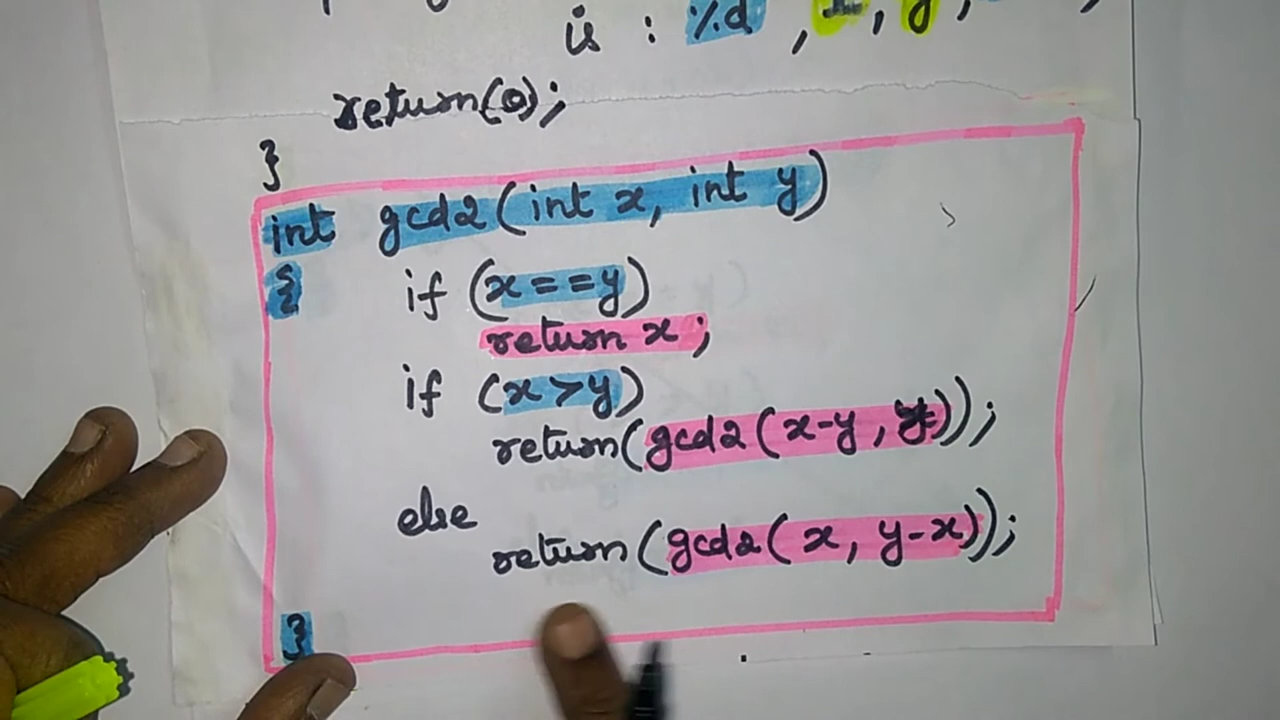 is : %d , x, y,
return(0);
}
int gcd2(int x, int y)
{ if (x==y)
return x;
if (x>y)
return(gcd2(x-y, y));
else
return(gcd2(x, y-x));
}